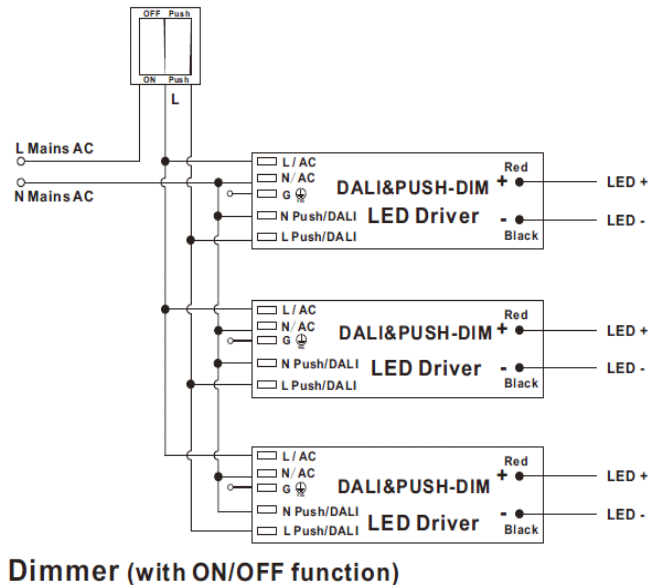 OFF Push
ON Push
L
L Mains AC
N Mains AC
L / AC
N/ AC
G
N Push/DALI
L Push/DALI
DALI&PUSH-DIM
LED Driver
Red
+
-
Black
LED +
LED -
L / AC
N/ AC
G
N Push/DALI
L Push/DALI
DALI&PUSH-DIM
LED Driver
Red
+
-
Black
LED +
LED -
L / AC
N/ AC
G
N Push/DALI
L Push/DALI
DALI&PUSH-DIM
LED Driver
Red
+
-
Black
LED +
LED -
Dimmer (with ON/OFF function)